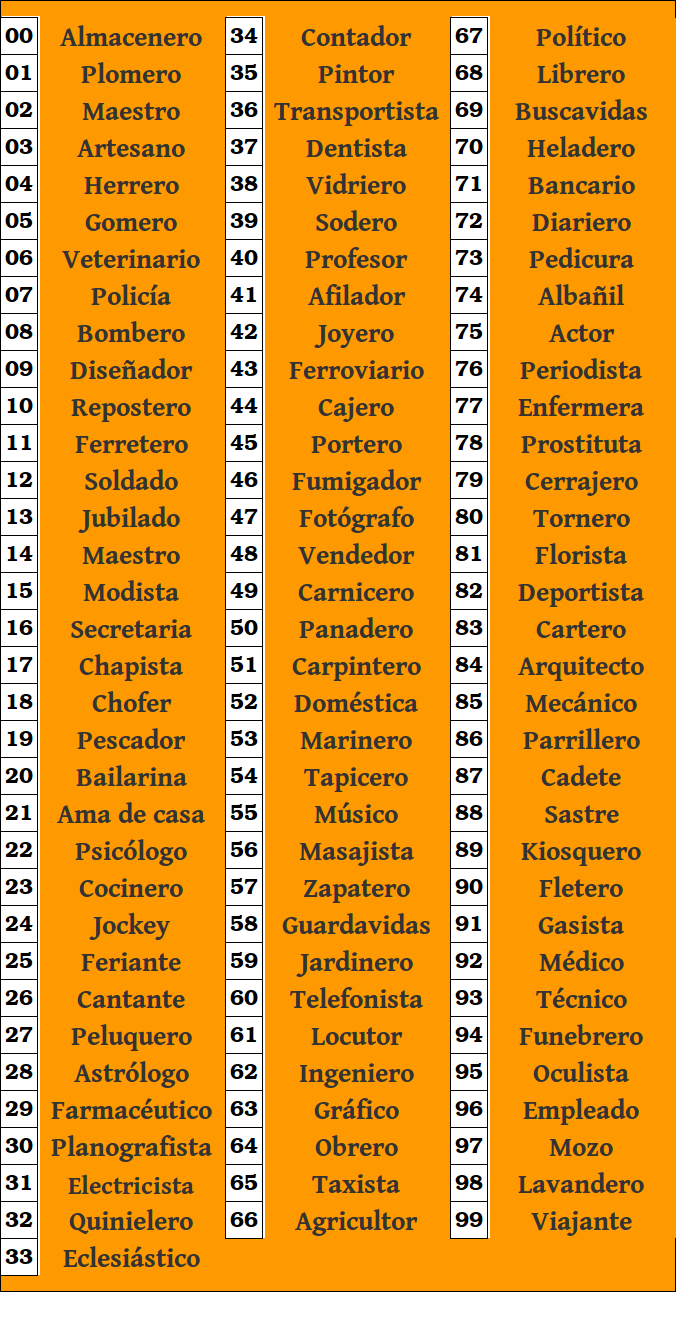 00 Almacenero 34 Contador 67 Político
01 Plomero 35 Pintor 68 Librero
02 Maestro 36 Transportista 69 Buscavidas
03 Artesano 37 Dentista 70 Heladero
04 Herrero 38 Vidriero 71 Bancario
05 Gomero 39 Sodero 72 Diariero
06 Veterinario 40 Profesor 73 Pedicura
07 Policía 41 Afilador 74 Albañil
08 Bombero 42 Joyero 75 Actor
09 Diseñador 43 Ferroviario 76 Periodista
10 Repostero 44 Cajero 77 Enfermera
11 Ferretero 45 Portero 78 Prostituta
12 Soldado 46 Fumigador 79 Cerrajero
13 Jubilado 47 Fotógrafo 80 Tornero
14 Maestro 48 Vendedor 81 Florista
15 Modista 49 Carnicero 82 Deportista
16 Secretaria 50 Panadero 83 Cartero
17 Chapista 51 Carpintero 84 Arquitecto
18 Chofer 52 Doméstica 85 Mecánico
19 Pescador 53 Marinero 86 Parrillero
20 Bailarina 54 Tapicero 87 Cadete
21 Ama de casa 55 Músico 88 Sastre
22 Psicólogo 56 Masajista 89 Kiosquero
23 Cocinero 57 Zapatero 90 Fletero
24 Jockey 58 Guardavidas 91 Gasista
25 Feriante 59 Jardinero 92 Médico
26 Cantante 60 Telefonista 93 Técnico
27 Peluquero 61 Locutor 94 Funebrero
28 Astrólogo 62 Ingeniero 95 Oculista
29 Farmacéutico 63 Gráfico 96 Empleado
30 Planografista 64 Obrero 97 Mozo
31 Electricista 65 Taxista 98 Lavandero
32 Quinielero 66 Agricultor 99 Viajante
33 Eclesiástico